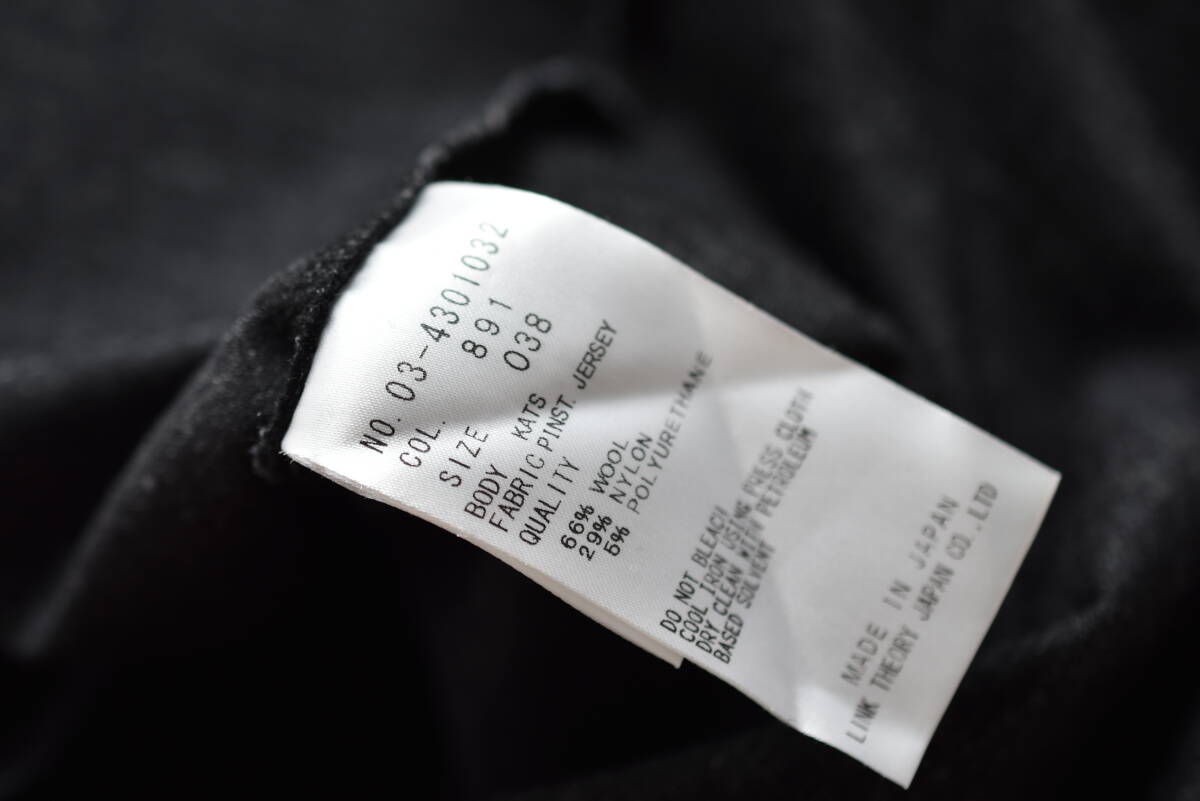 NO. 03-4301032
COL. 891
SIZE 038
BODY KATS
FABRIC PINST. JERSEY
QUALITY
66% WOOL
29% NYLON
5% POLYURETHANE
DO NOT BLEACH
COOL IRON USING PRESS CLOTH
DRY CLEAN WITH PETROLEUM
BASED SOLVENT
MADE IN JAPAN
LINK THEORY JAPAN CO.,LTD